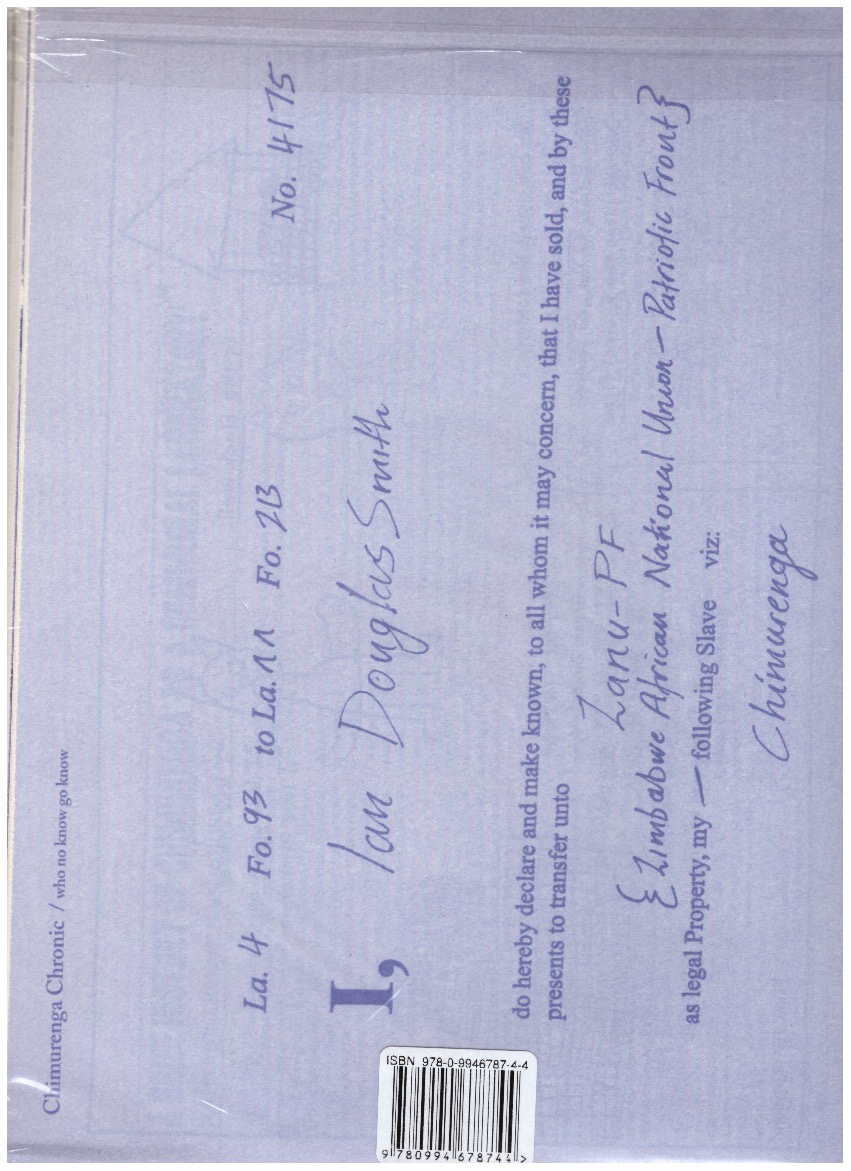 Chimurenga Chronic / who no know go know
La. 4 Fo. 93 to La. 11 Fo. 213
No. 4175
I, Ian Douglas Smith
do hereby declare and make known, to all whom it may concern, that I have sold, and by these
presents to transfer unto
Zanu-PF
{Zimbabwe African National Union - Patriotic Front}
as legal Property, my — following Slave viz:
Chimurenga
ISBN 978-0-9946787-4-4
9 780994 678744 >